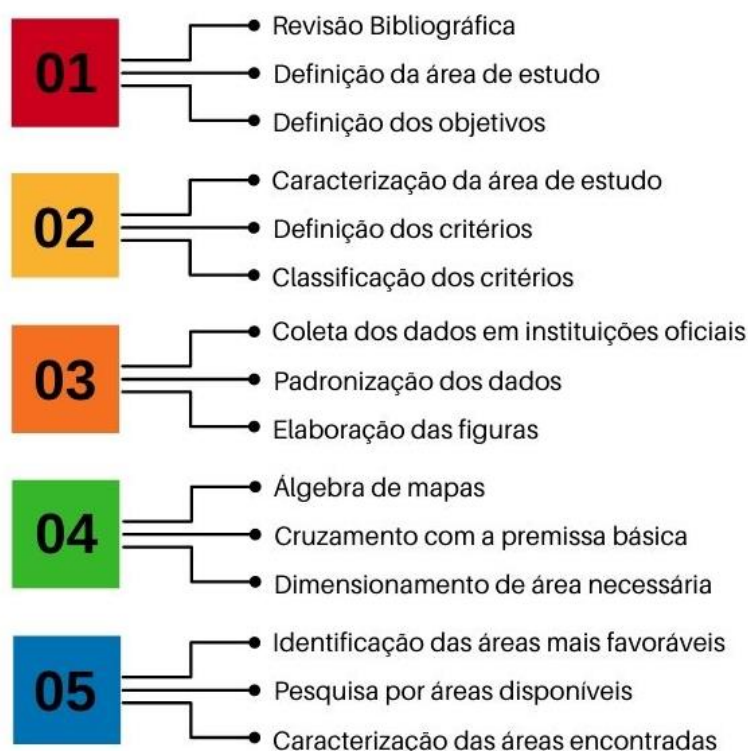 01
Revisão Bibliográfica
Definição da área de estudo
Definição dos objetivos
02
Caracterização da área de estudo
Definição dos critérios
Classificação dos critérios
03
Coleta dos dados em instituições oficiais
Padronização dos dados
Elaboração das figuras
04
Álgebra de mapas
Cruzamento com a premissa básica
Dimensionamento de área necessária
05
Identificação das áreas mais favoráveis
Pesquisa por áreas disponíveis
Caracterização das áreas encontradas